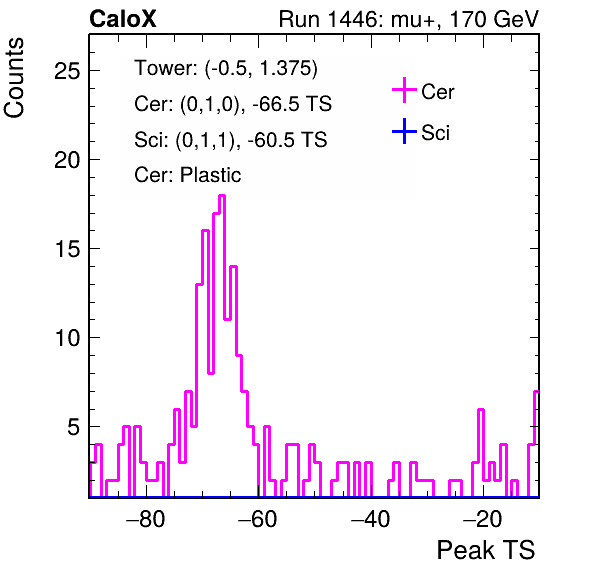 CaloX Run 1446: mu+, 170 GeV
Counts
Tower: (-0.5, 1.375)
Cer: (0,1,0), -66.5 TS
Sci: (0,1,1), -60.5 TS
Cer: Plastic
Cer
Sci
25
20
15
10
5
−80 −60 −40 −20
Peak TS